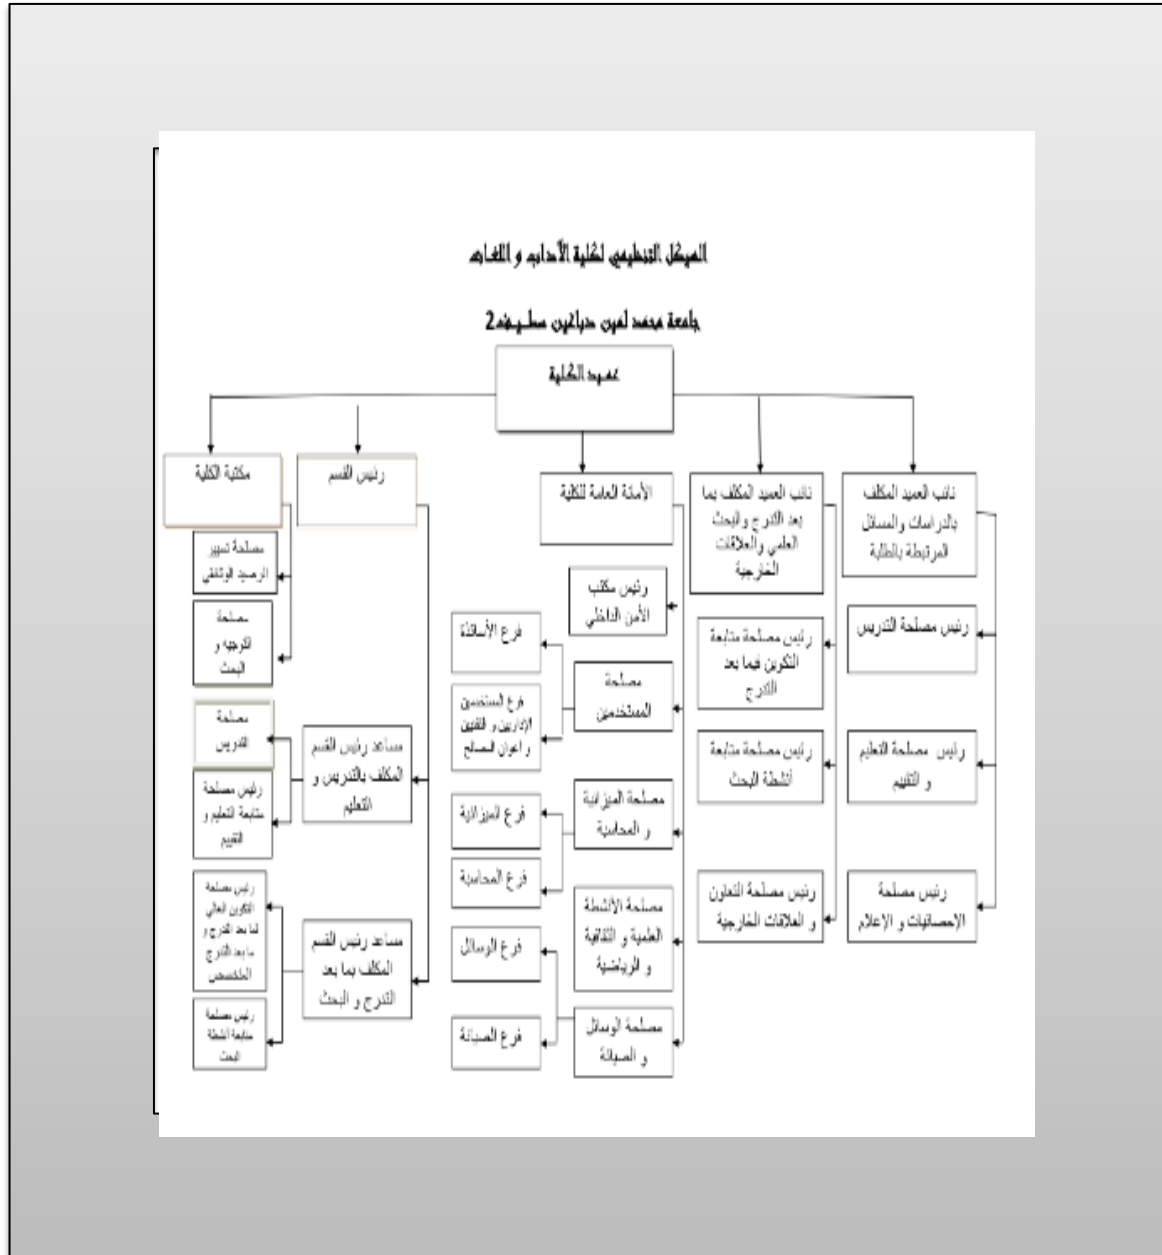 الهيكل التنظيمي لكلية الآداب و اللغات
جامعة محمد لمين دباغين سطيف2
عميد الكلية
نائب العميد المكلف
بالدراسات والمسائل
المرتبطة بالطلبة
رئيس مصلحة التدريس
رئيس مصلحة التعليم
و التقييم
رئيس مصلحة
الإحصائيات و الإعلام
نائب العميد المكلف بما
بعد التدرج والبحث
العلمي والعلاقات
الخارجية
رئيس مصلحة متابعة
التكوين فيما بعد
التدرج
رئيس مصلحة متابعة
أنشطة البحث
رئيس مصلحة التعاون
و العلاقات الخارجية
الأمانة العامة للكلية
رئيس مكتب
الأمن الداخلي
مصلحة
المستخدمين
فرع الأساتذة
فرع المستخدمين
الإداريين و التقنيين
و أعوان المصالح
مصلحة الميزانية
و المحاسبة
فرع الميزانية
فرع المحاسبة
مصلحة الأنشطة
العلمية و الثقافية
و الرياضية
مصلحة الوسائل
و الصيانة
فرع الوسائل
فرع الصيانة
رئيس القسم
مساعد رئيس القسم
المكلف بالتدريس و
التعليم
مصلحة
التدريس
رئيس مصلحة
متابعة التعليم و
التقييم
مساعد رئيس القسم
المكلف بما بعد
التدرج و البحث
رئيس مصلحة
التكوين العالي
لما بعد التدرج و
ما بعد التدرج
المتخصص
رئيس مصلحة
متابعة أنشطة
البحث
مكتبة الكلية
مصلحة تسيير
الرصيد الوثائقي
مصلحة
التوجيه و
البحث